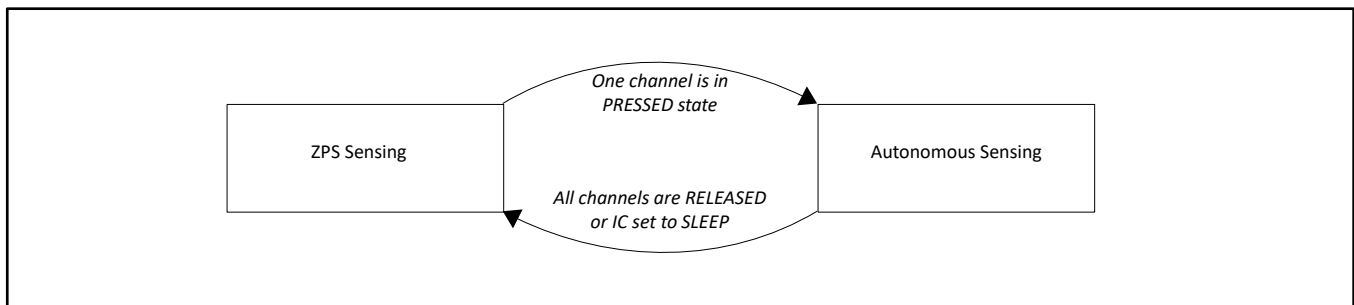 One channel is in
PRESSED state
ZPS Sensing
Autonomous Sensing
All channels are RELEASED
or IC set to SLEEP